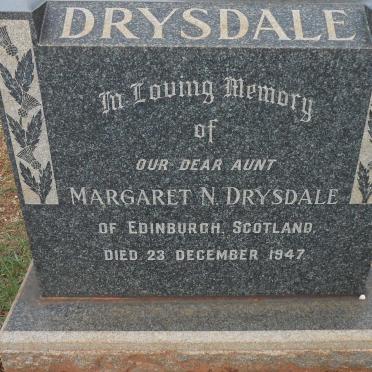 DRYSDALE
In Loving Memory
of
OUR DEAR AUNT
MARGARET N. DRYSDALE
OF EDINBURGH, SCOTLAND.
DIED 23 DECEMBER 1947.